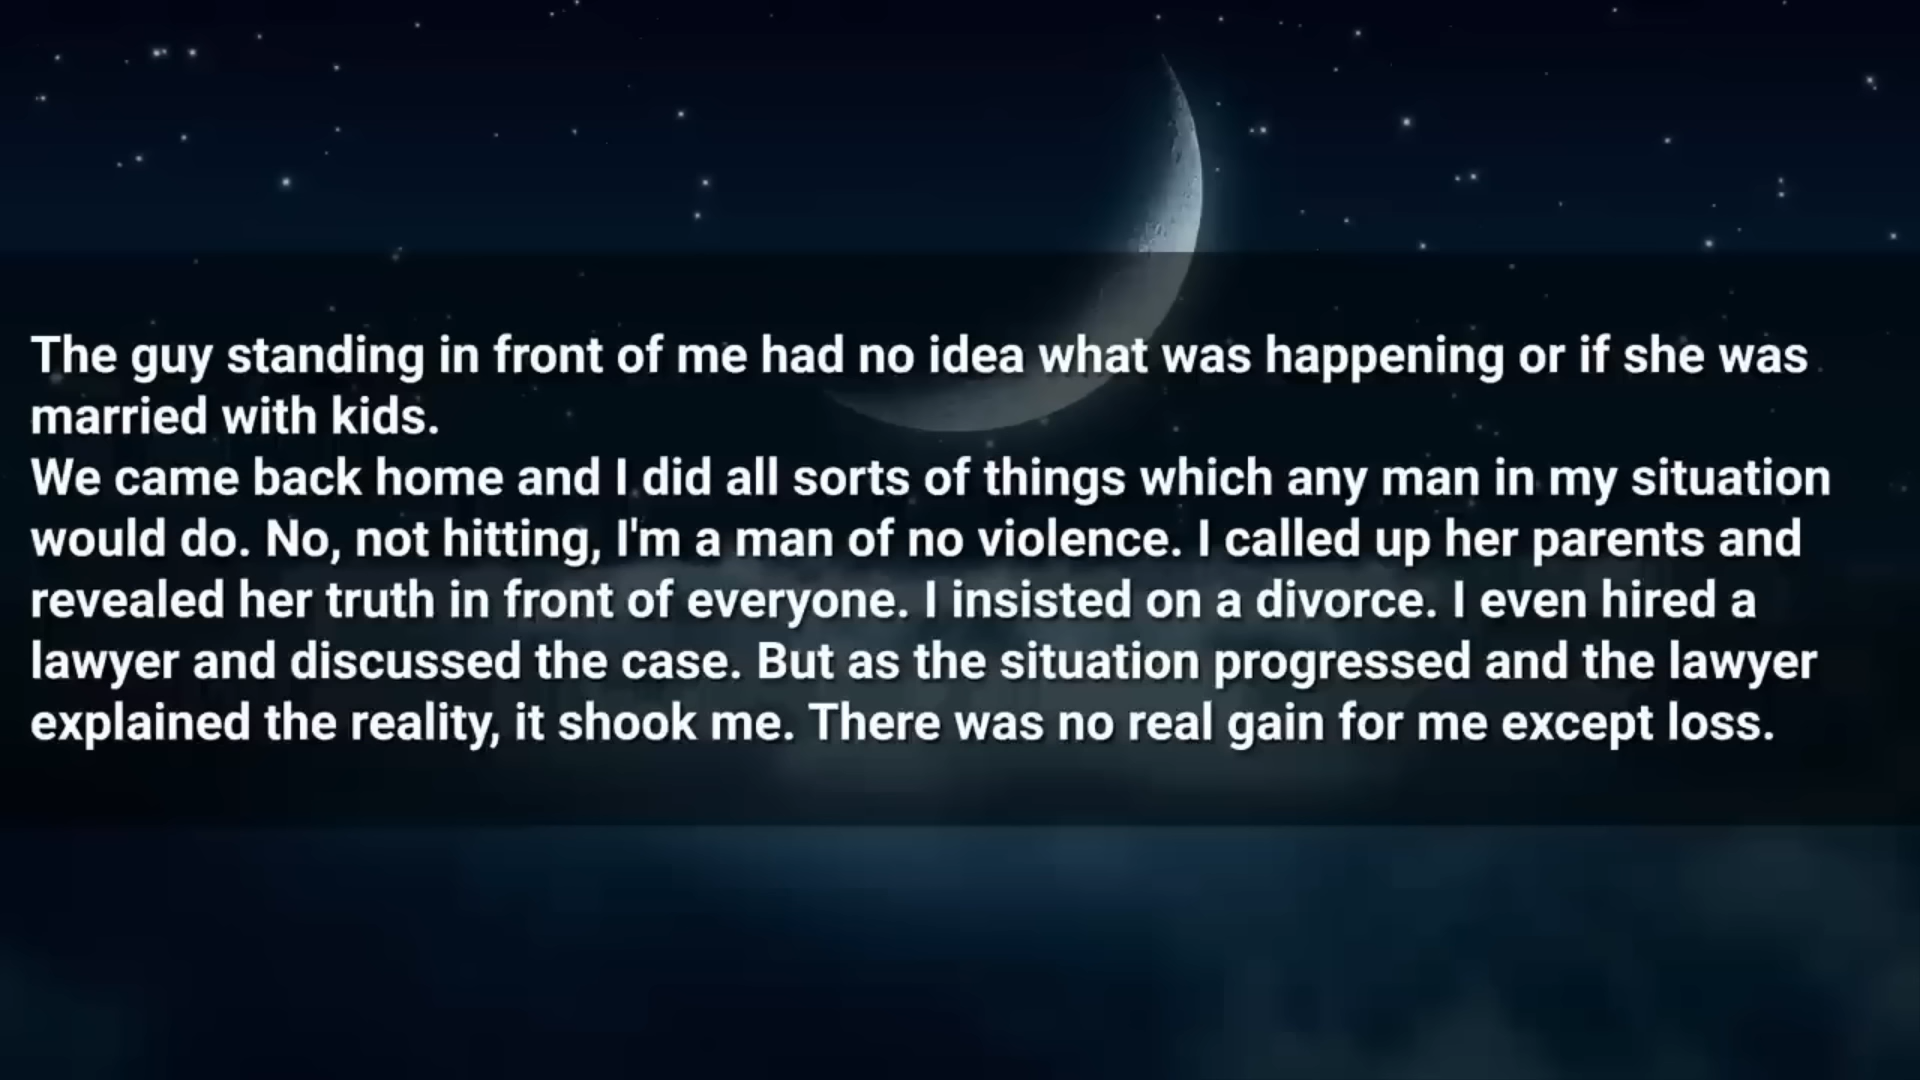 The guy standing in front of me had no idea what was happening or if she was
married with kids.
We came back home and I did all sorts of things which any man in my situation
would do. No, not hitting, I'm a man of no violence. I called up her parents and
revealed her truth in front of everyone. I insisted on a divorce. I even hired a
lawyer and discussed the case. But as the situation progressed and the lawyer
explained the reality, it shook me. There was no real gain for me except loss.